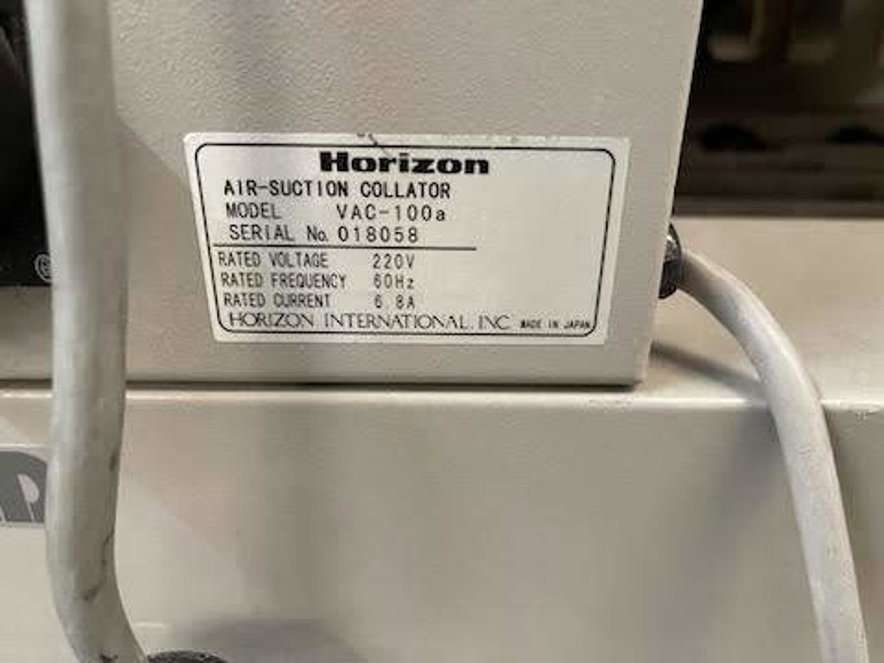 Horizon
AIR-SUCTION COLLATOR
MODEL VAC-100a
SERIAL No. 018058
RATED VOLTAGE 220V
RATED FREQUENCY 60Hz
RATED CURRENT 6.8A
HORIZON INTERNATIONAL, INC. MADE IN JAPAN